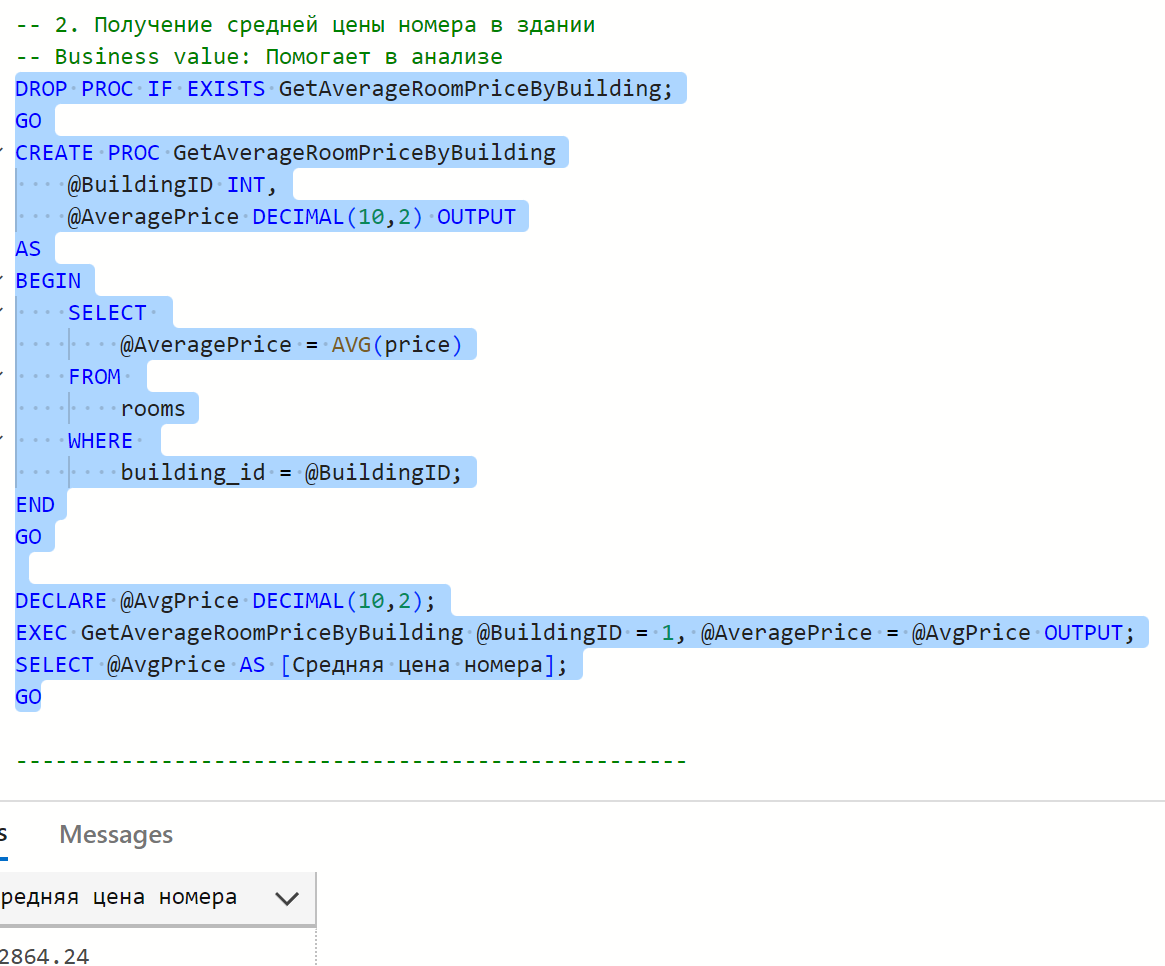 -- 2. Получение средней цены номера в здании
-- Business value: Помогает в анализе
DROP PROC IF EXISTS GetAverageRoomPriceByBuilding;
GO
CREATE PROC GetAverageRoomPriceByBuilding
    @BuildingID INT,
    @AveragePrice DECIMAL(10,2) OUTPUT
AS
BEGIN
    SELECT
        @AveragePrice = AVG(price)
    FROM
        rooms
    WHERE
        building_id = @BuildingID;
END
GO

DECLARE @AvgPrice DECIMAL(10,2);
EXEC GetAverageRoomPriceByBuilding @BuildingID = 1, @AveragePrice = @AvgPrice OUTPUT;
SELECT @AvgPrice AS [Средняя цена номера];
GO

---------------------------------------------------
s Messages
редняя цена номера
2864.24